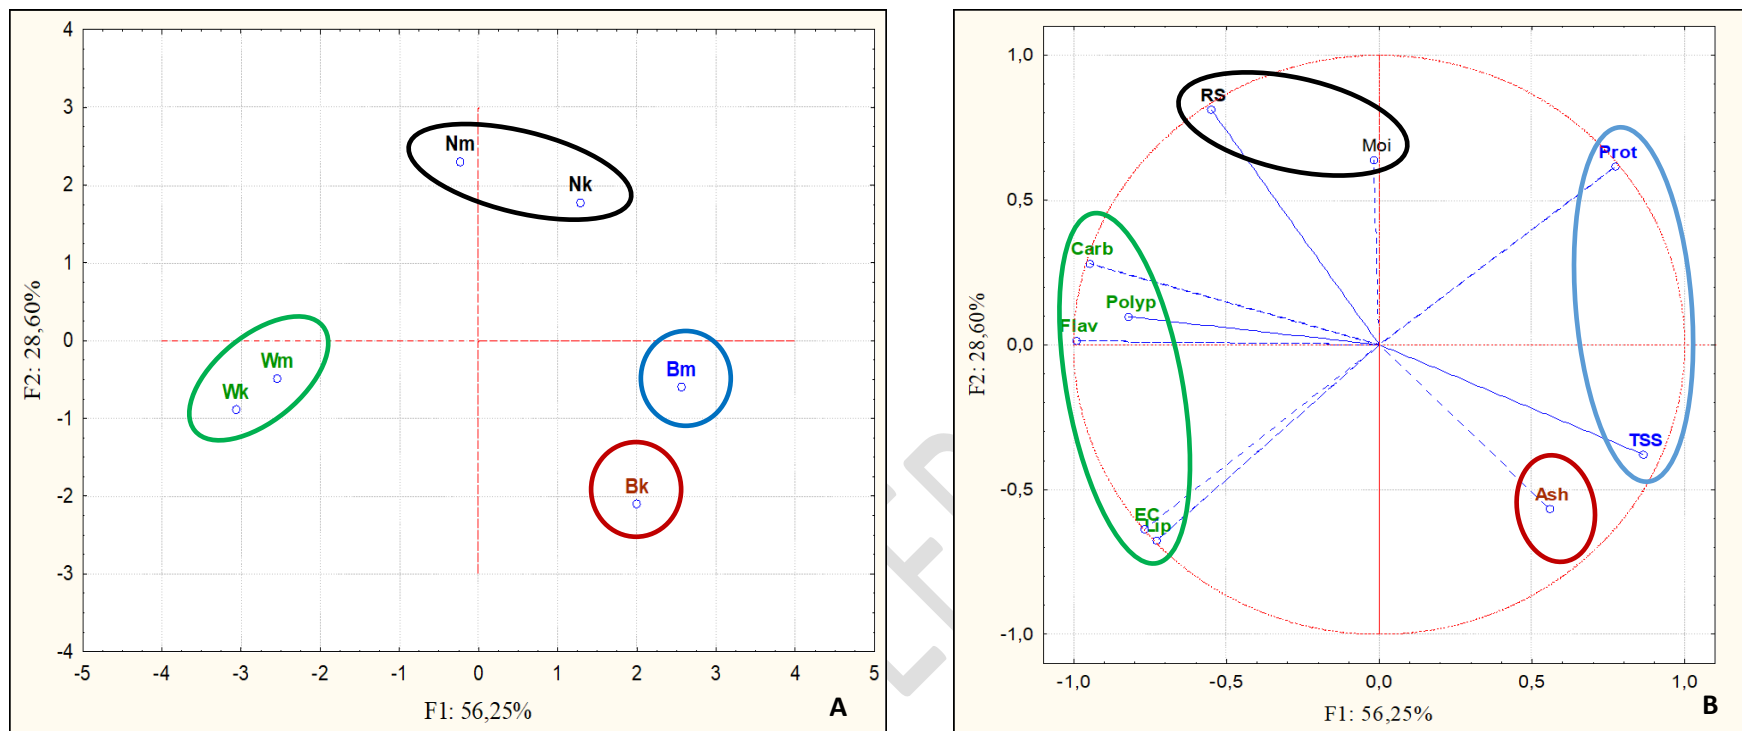 4
3
2
1
0
-1
-2
-3
-4
F2: 28,60%
Nm
Nk
Wm
Wk
Bm
Bk
-5
-4
-3
-2
-1
0
1
2
3
4
5
F1: 56,25%
A
1,0
0,5
0,0
-0,5
-1,0
F2: 28,60%
RS
Moi
Prot
Carb
Polyp
Flav
TSS
Ash
EC
Lip
-1,0
-0,5
0,0
0,5
1,0
F1: 56,25%
B